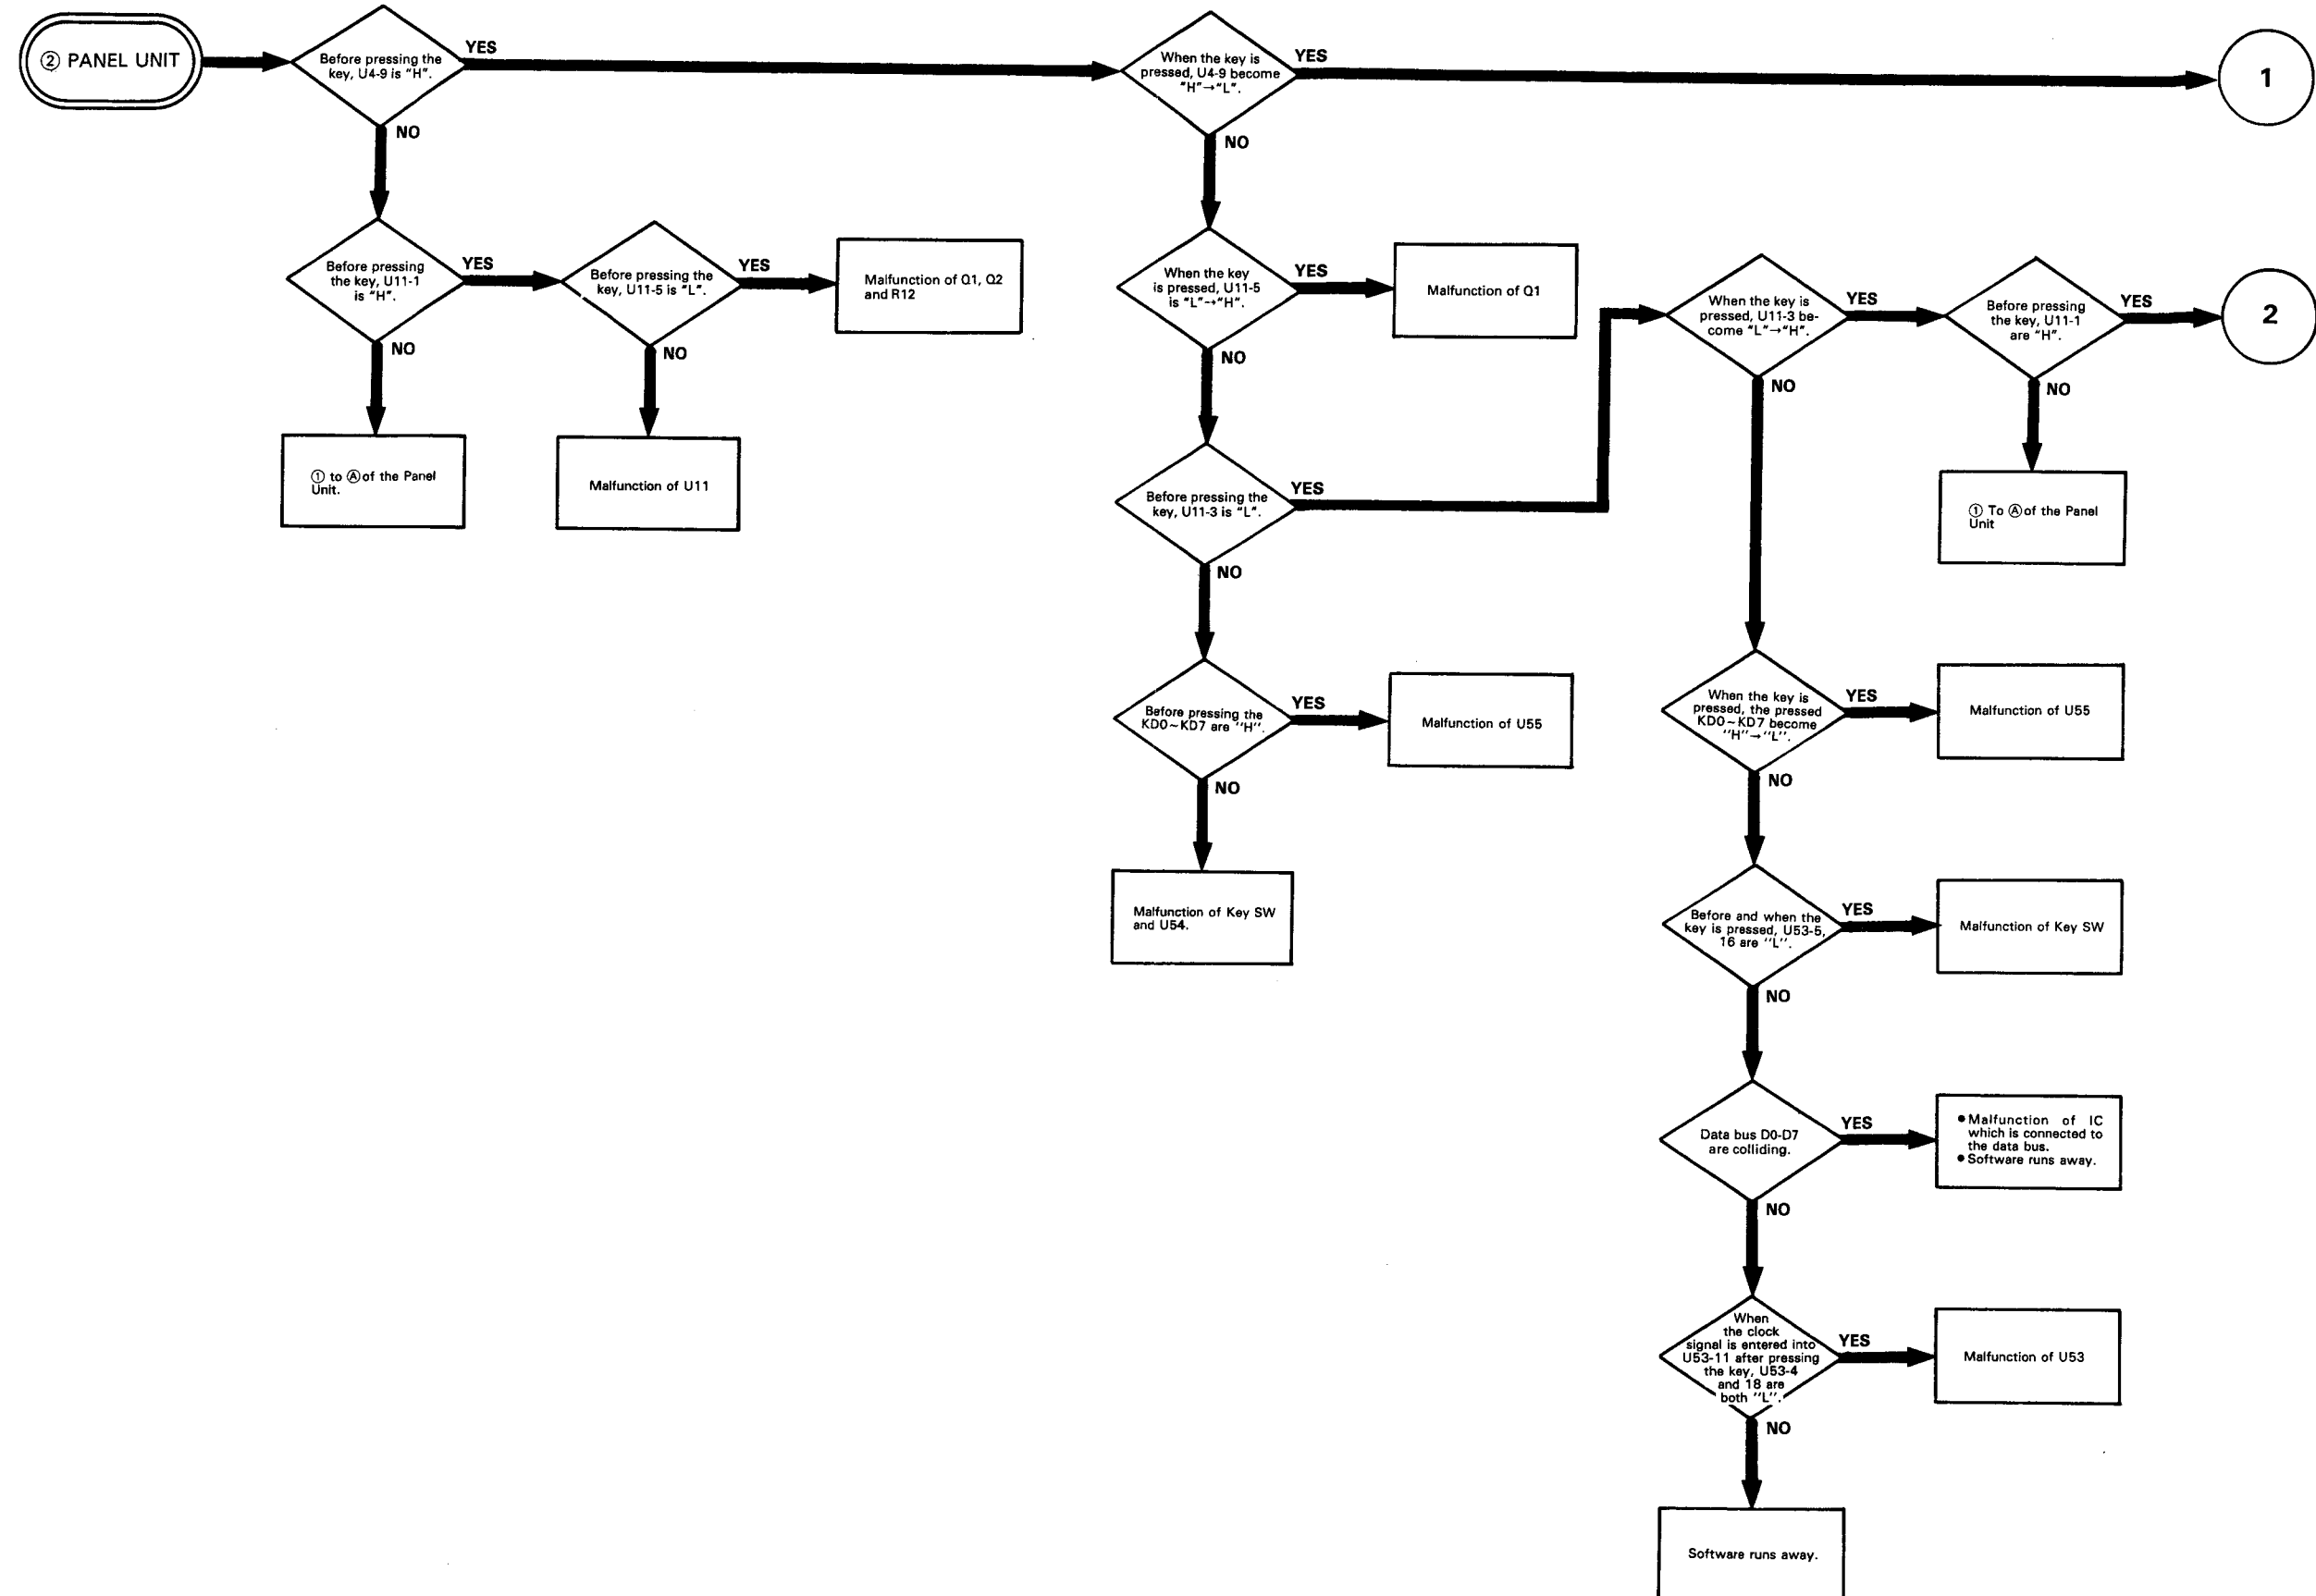 ② PANEL UNIT
Before pressing the
key, U4-9 is "H".
YES
NO
When the key is
pressed, U4-9 become
"H"→"L".
YES
NO
1
Before pressing
the key, U11-1
is "H".
YES
NO
Before pressing the
key, U11-5 is "L".
YES
NO
Malfunction of Q1, Q2
and R12
① to Ⓐ of the Panel
Unit.
Malfunction of U11
When the key
is pressed, U11-5
is "L"→"H".
YES
NO
Malfunction of Q1
Before pressing the
key, U11-3 is "L".
YES
NO
When the key is
pressed, U11-3 be-
come "L"→"H".
YES
NO
Before pressing
the key, U11-1
are "H".
YES
NO
2
① To Ⓐ of the Panel
Unit
Before pressing the
KD0~KD7 are "H".
YES
NO
Malfunction of U55
Malfunction of Key SW
and U54.
When the key is
pressed, the pressed
KD0~KD7 become
"H"→"L".
YES
NO
Malfunction of U55
Before and when the
key is pressed, U53-5,
16 are "L".
YES
NO
Malfunction of Key SW
Data bus D0-D7
are colliding.
YES
NO
●Malfunction of IC
which is connected to
the data bus.
●Software runs away.
When
the clock
signal is entered into
U53-11 after pressing
the key, U53-4
and 18 are
both "L".
YES
NO
Malfunction of U53
Software runs away.